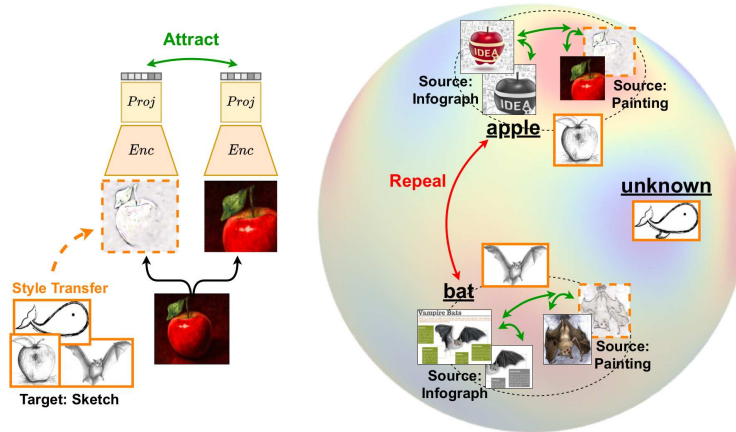 Attract
Proj
Proj
Enc
Enc
Style Transfer
Target: Sketch
IDEA
IDEA
Source:
Infograph
Source:
Painting
apple
Repeal
unknown
bat
Vampire Bats
Source:
Infograph
Source:
Painting